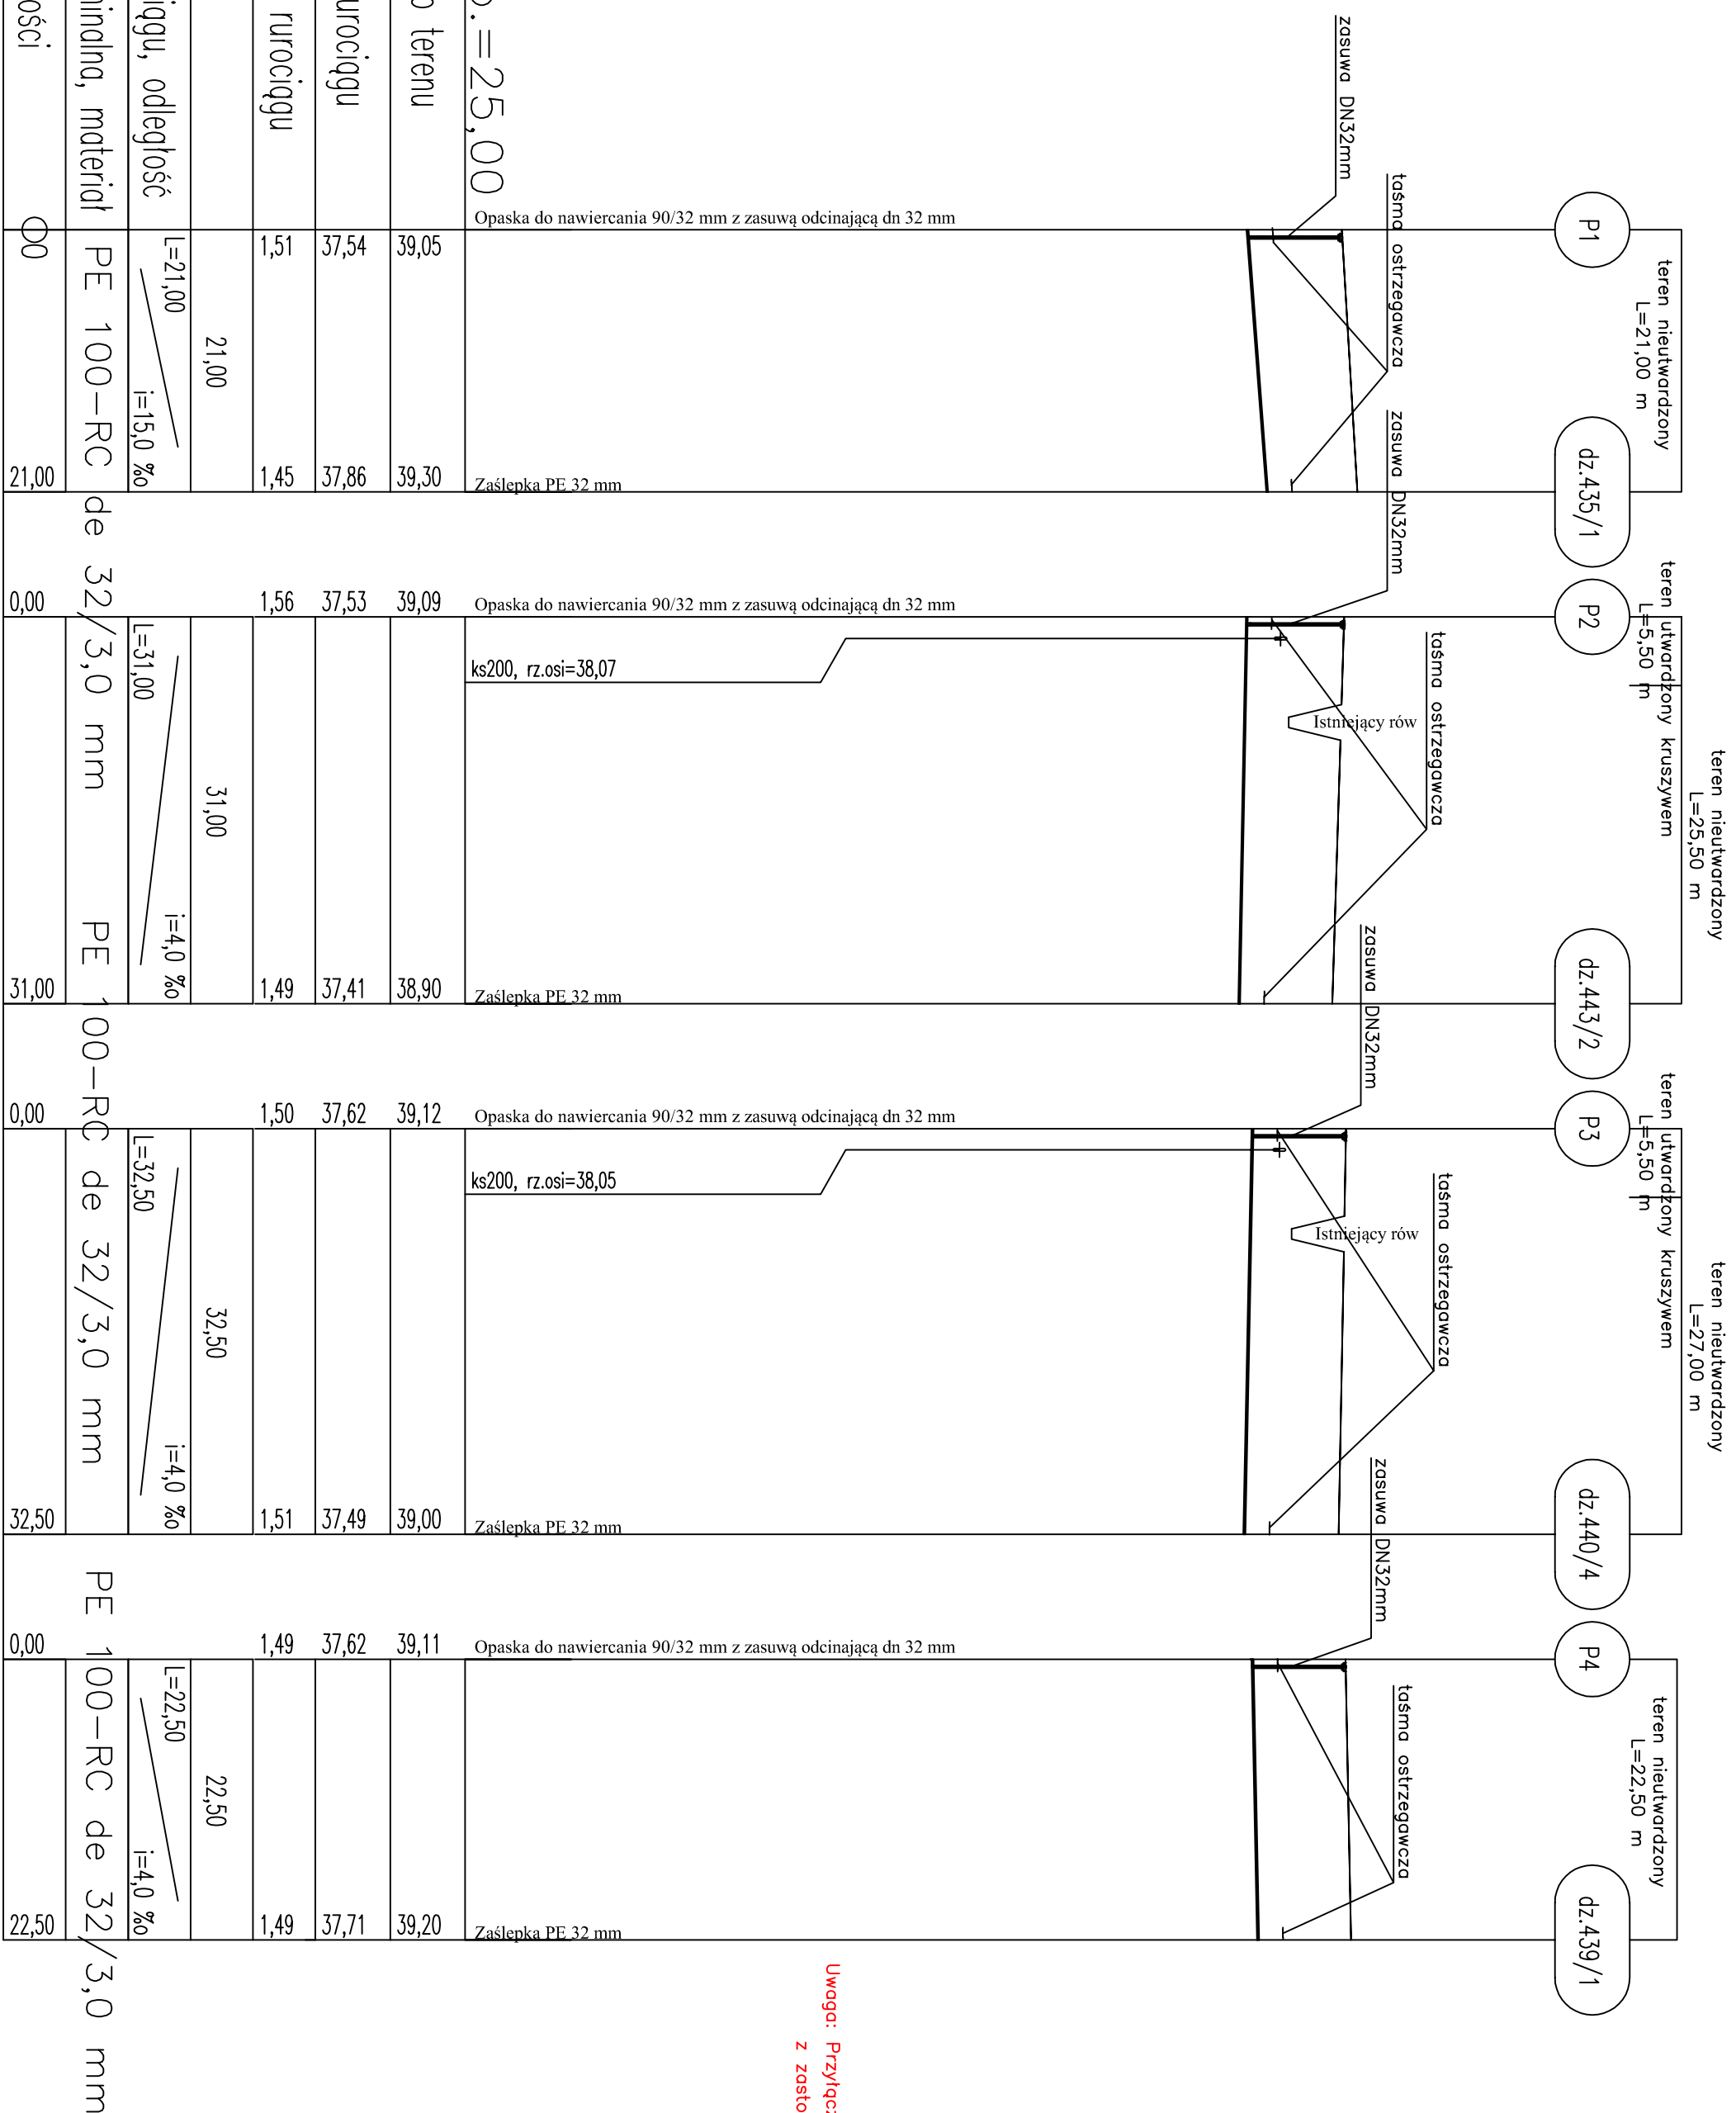 teren nieutwardzony
L=21,00 m
teren utwardzony kruszywem
L=5,50 m
teren nieutwardzony
L=25,50 m
teren utwardzony kruszywem
L=5,50 m
teren nieutwardzony
L=27,00 m
teren nieutwardzony
L=22,50 m
P1
dz.435/1
P2
dz.443/2
P3
dz.440/4
P4
dz.439/1
zasuwa DN32mm
taśma ostrzegawcza
zasuwa DN32mm
taśma ostrzegawcza
Istniejący rów
zasuwa DN32mm
taśma ostrzegawcza
Istniejący rów
zasuwa DN32mm
taśma ostrzegawcza
Uwaga:
z
.=25,00
Opaska do nawiercania 90/32 mm z zasuwą odcinającą dn 32 mm
Zaślepka PE 32 mm
Opaska do nawiercania 90/32 mm z zasuwą odcinającą dn 32 mm
ks200, rz.osi=38,07
Zaślepka PE 32 mm
Opaska do nawiercania 90/32 mm z zasuwą odcinającą dn 32 mm
ks200, rz.osi=38,05
Zaślepka PE 32 mm
Opaska do nawiercania 90/32 mm z zasuwą odcinającą dn 32 mm
Zaślepka PE 32 mm
terenu 39,05 39,30 39,09 38,90 39,12 39,00 39,11 39,20
urociągu 37,54 37,86 37,53 37,41 37,62 37,49 37,62 37,71
rurociągu 1,51 1,45 1,56 1,49 1,50 1,51 1,49 1,49
21,00 31,00 32,50 22,50
iągu, odległość L=21,00 i=15,0 ‰ L=31,00 i=4,0 ‰ L=32,50 i=4,0 ‰ L=22,50 i=4,0 ‰
inalna, materiał PE 100-RC de 32/3,0 mm PE 100-RC de 32/3,0 mm PE 100-RC de 32/3,0 mm
ości 21,00 0,00 31,00 0,00 32,50 0,00 22,50